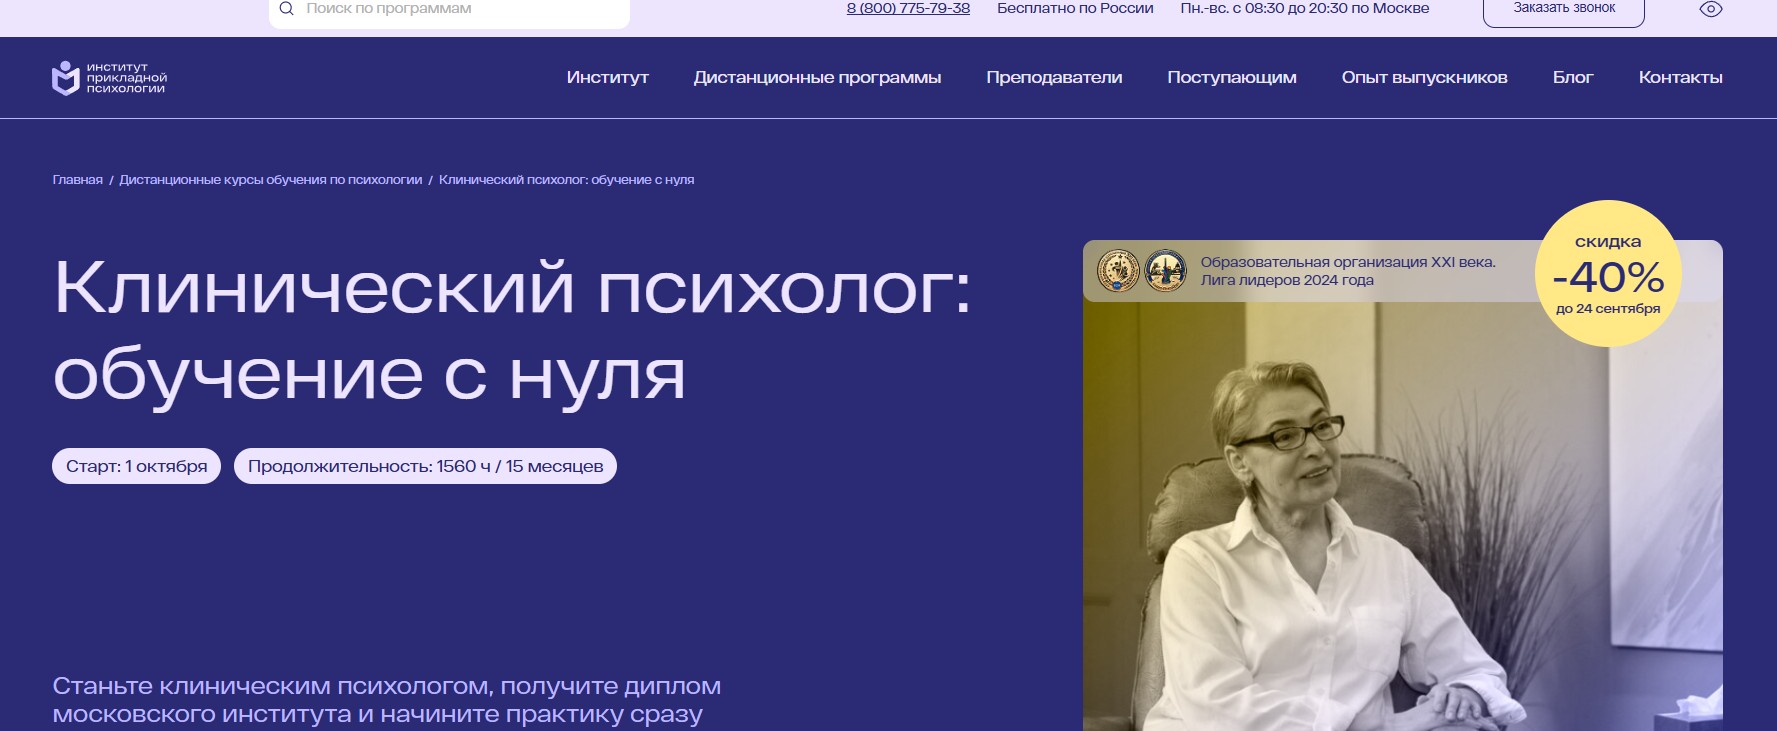 Поиск по программам
8 (800) 775-79-38
Бесплатно по России
Пн.-вс. с 08:30 до 20:30 по Москве
Заказать звонок
институт
прикладной
психологии
Институт
Дистанционные программы
Преподаватели
Поступающим
Опыт выпускников
Блог
Контакты
Главная / Дистанционные курсы обучения по психологии / Клинический психолог: обучение с нуля
Клинический психолог:
обучение с нуля
Старт: 1 октября
Продолжительность: 1560 ч / 15 месяцев
Станьте клиническим психологом, получите диплом
московского института и начините практику сразу
Образовательная организация XXI века.
Лига лидеров 2024 года
скидка
-40%
до 24 сентября